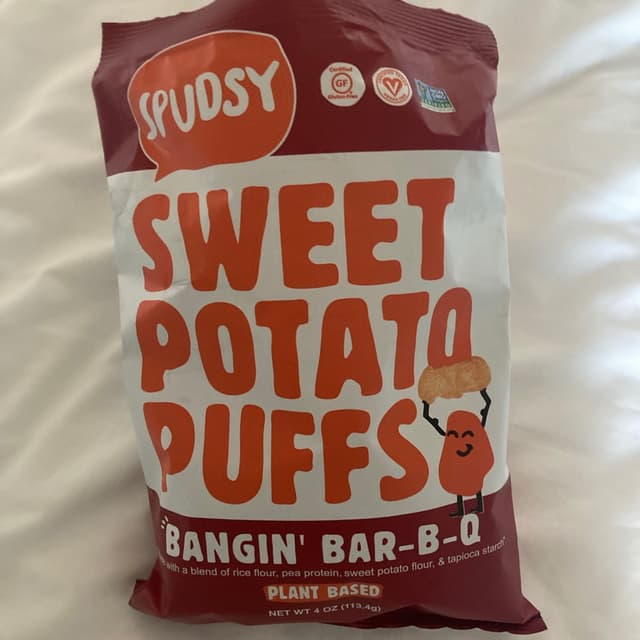 SPUDSY
Certified
GF
Gluten-Free
SWEET
POTATO
PUFFS
BANGIN' BAR-B-Q
with a blend of rice flour, pea protein, sweet potato flour, & tapioca starch*
PLANT BASED
NET WT 4 OZ (113.4g)